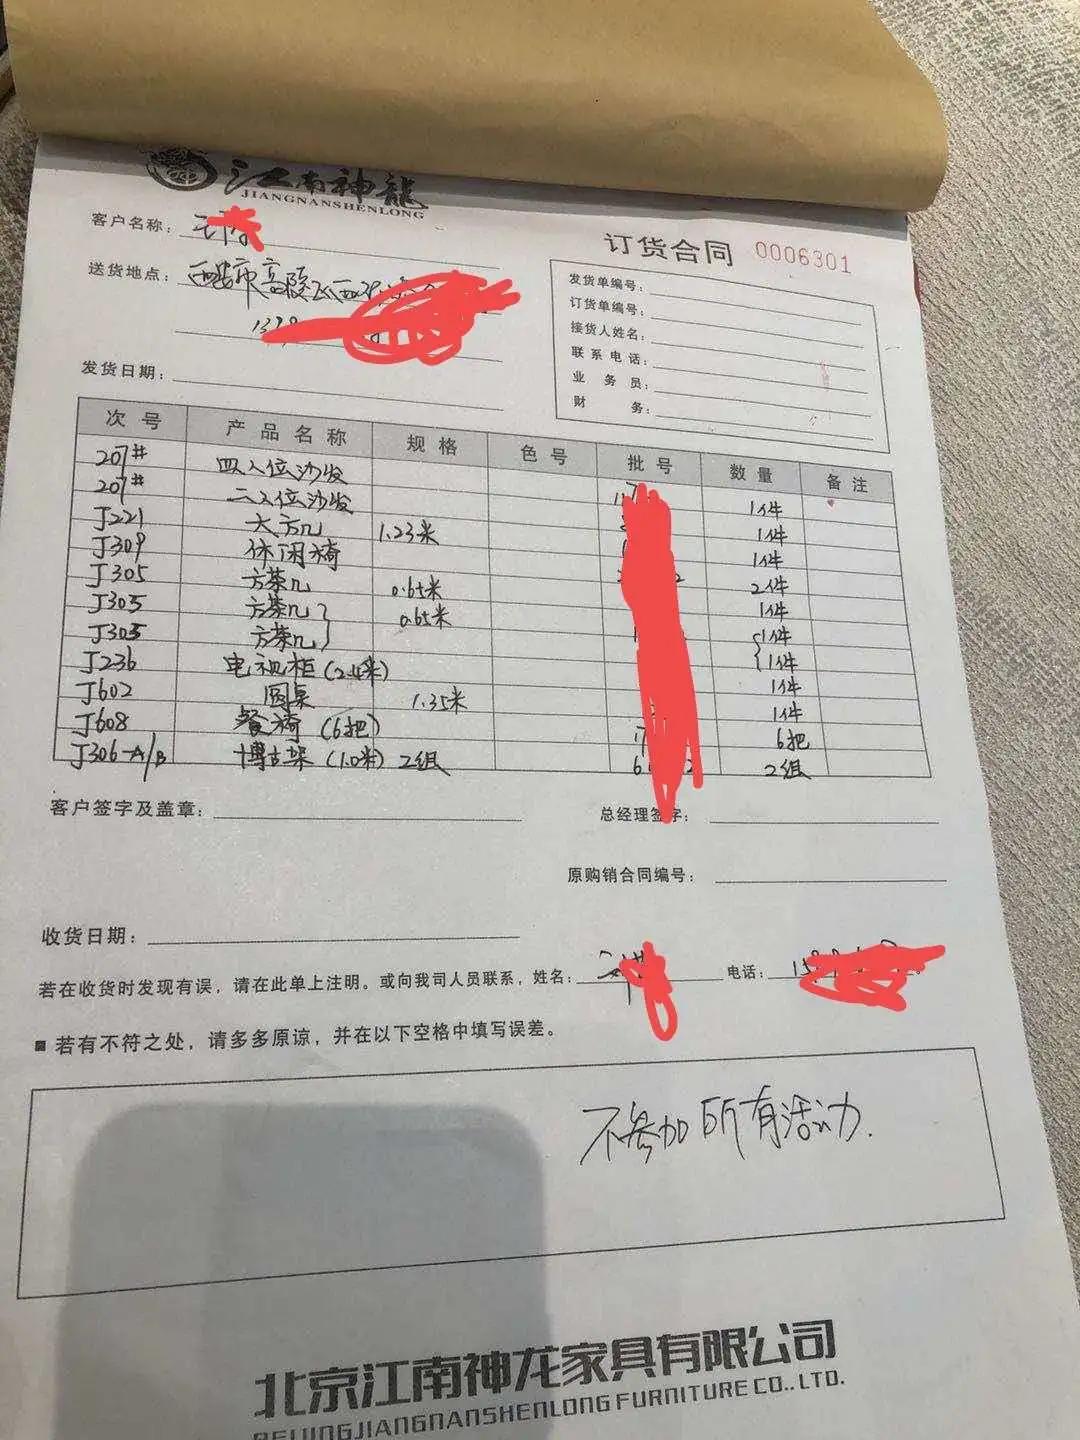 江南神龍
JIANGNANSHENLONG
客户名称：
订货合同 0006301
送货地点：西安市高陵区
发货日期：
发货单编号：
订货单编号：
接货人姓名：
联系电话：
业务员：
财务：
次号 产品名称 规格 色号 批号 数量 备注
207# 四人位沙发 1件
207# 二人位沙发 1件
J221 大方几 1.23米 1件
J309 休闲椅 2件
J305 方茶几 0.65米 1件
J305 方茶几 0.65米 1件
J305 方茶几 1件
J236 电视柜(2.4米) 1件
J602 圆桌 1.35米 1件
J608 餐椅(6把) 6把
J306-A/B 博古架(1.0米)2组 2组
客户签字及盖章：
总经理签字：
原购销合同编号：
收货日期：
若在收货时发现有误，请在此单上注明。或向我司人员联系，姓名： 电话：
■ 若有不符之处，请多多原谅，并在以下空格中填写误差。
不参加所有活动.
北京江南神龙家具有限公司
BEIJINGJIANGNANSHENLONG FURNITURE CO.,LTD.